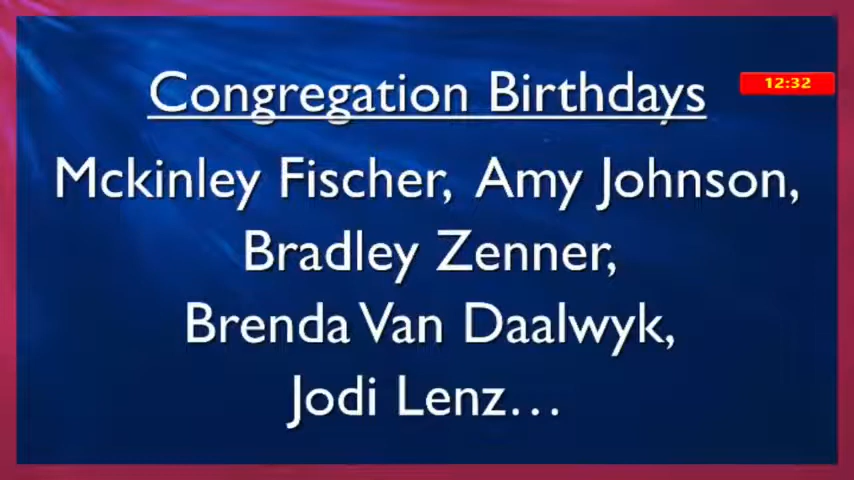 Congregation Birthdays
12:32
Mckinley Fischer, Amy Johnson,
Bradley Zenner,
Brenda Van Daalwyk,
Jodi Lenz…